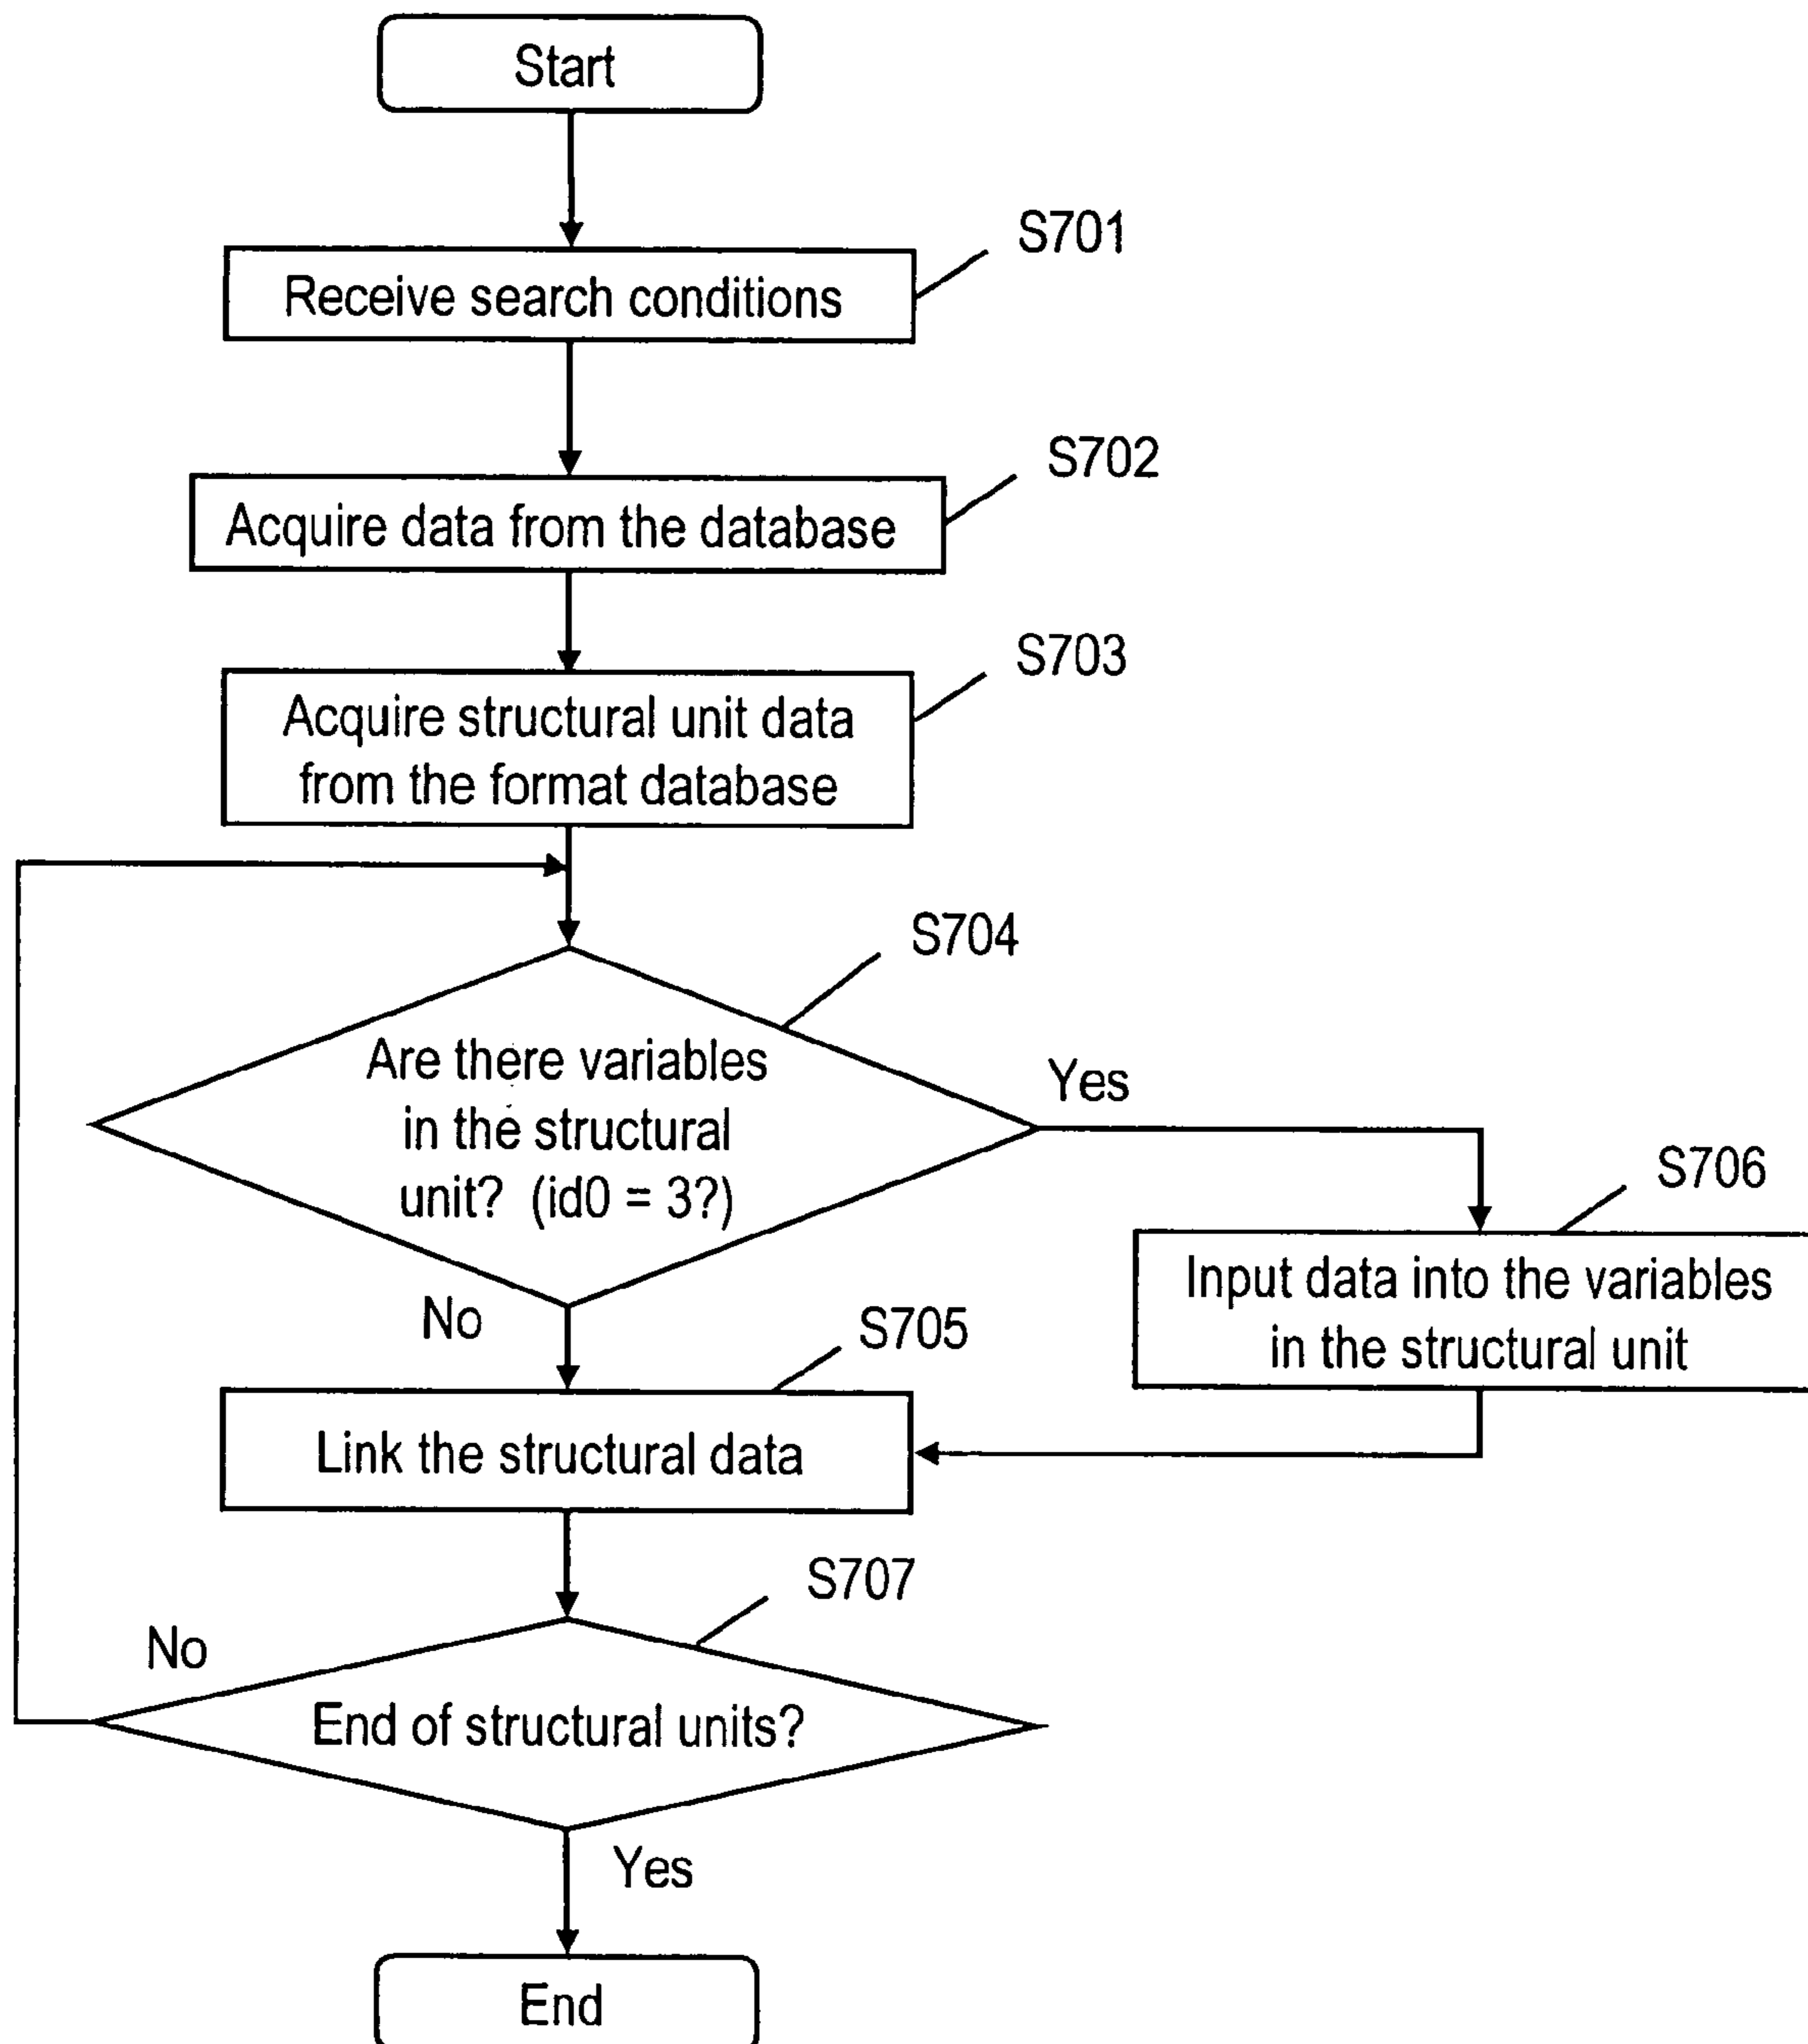 Start
S701
Receive search conditions
S702
Acquire data from the database
S703
Acquire structural unit data
from the format database
S704
Are there variables
in the structural
unit? (id0 = 3?)
Yes
S706
Input data into the variables
in the structural unit
No
S705
Link the structural data
S707
No
End of structural units?
Yes
End